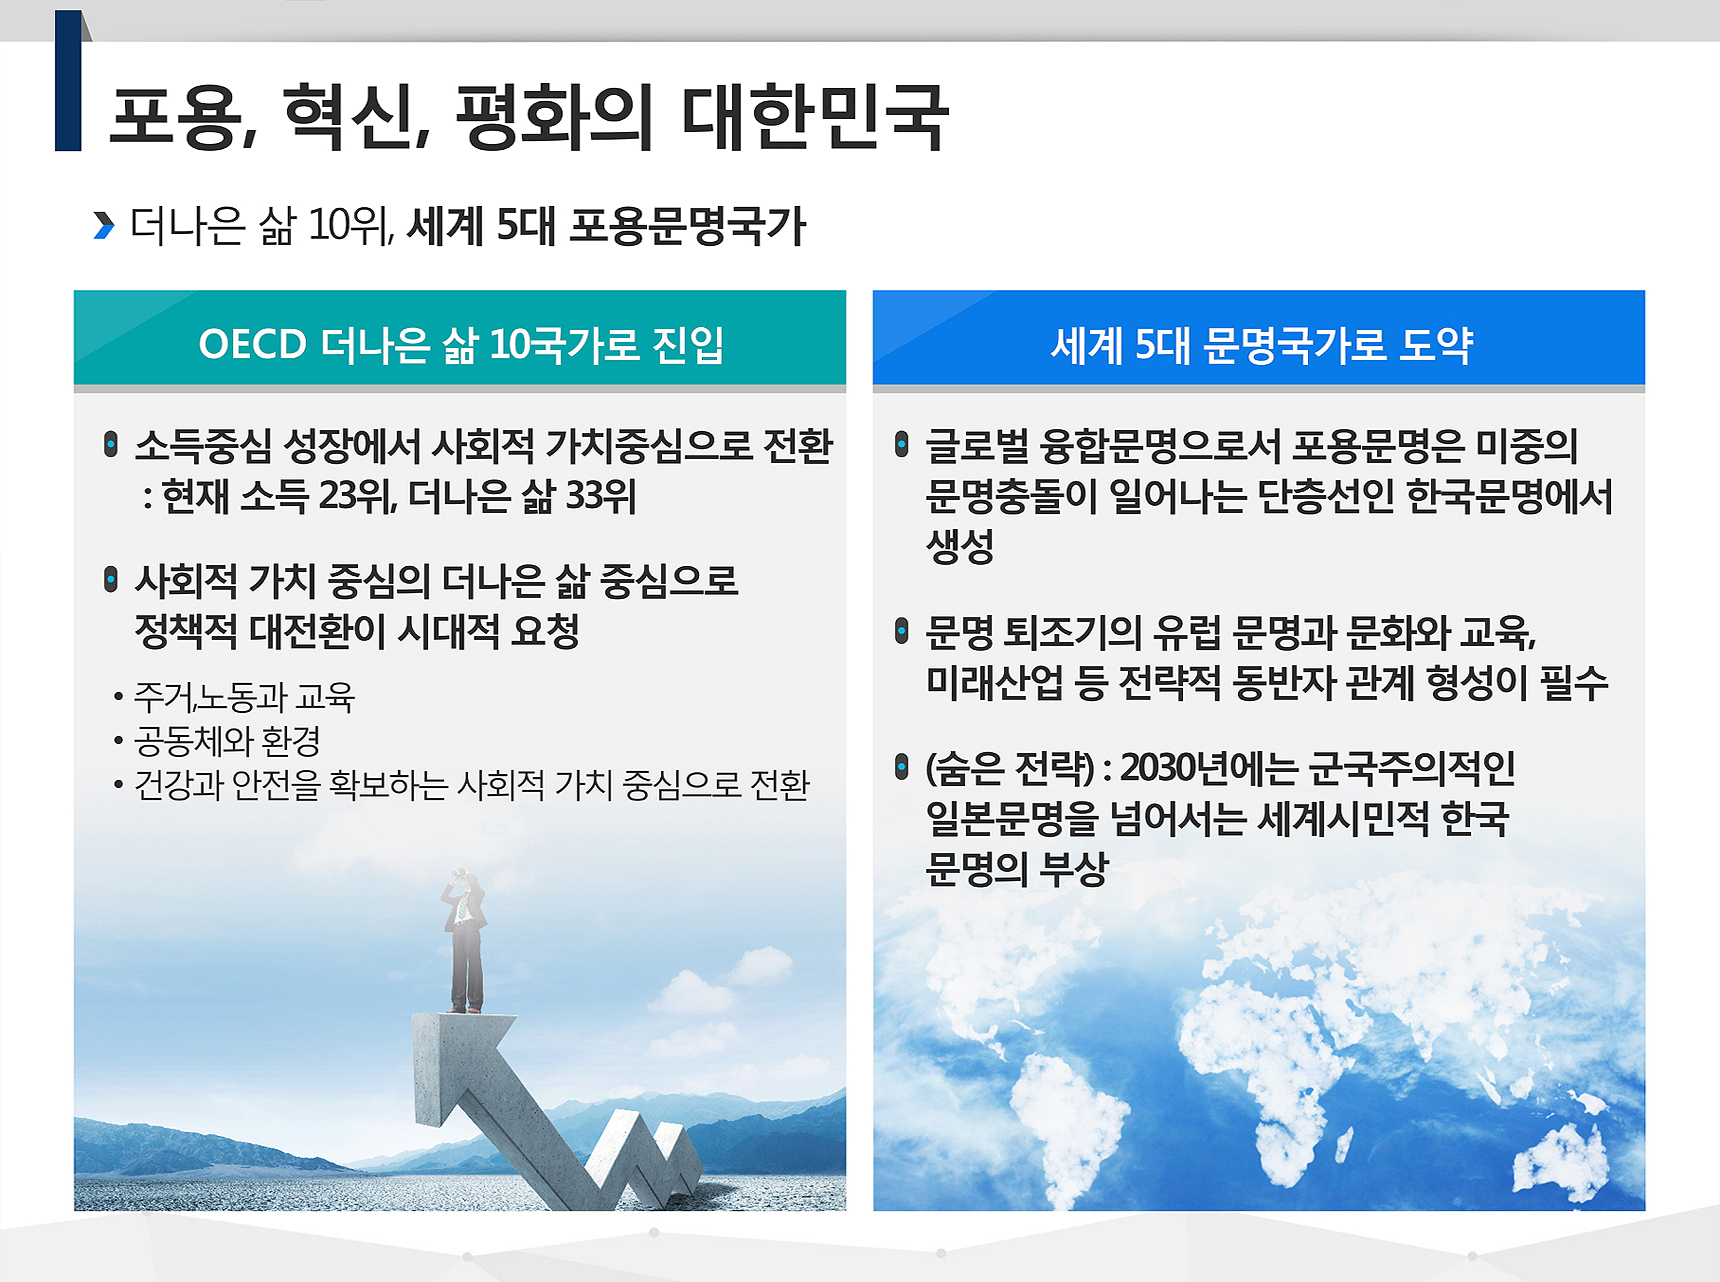 포용, 혁신, 평화의 대한민국
더나은 삶 10위, 세계 5대 포용문명국가
OECD 더나은 삶 10국가로 진입
소득중심 성장에서 사회적 가치중심으로 전환
: 현재 소득 23위, 더나은 삶 33위
사회적 가치 중심의 더나은 삶 중심으로
정책적 대전환이 시대적 요청
• 주거,노동과 교육
• 공동체와 환경
• 건강과 안전을 확보하는 사회적 가치 중심으로 전환
세계 5대 문명국가로 도약
글로벌 융합문명으로서 포용문명은 미중의
문명충돌이 일어나는 단층선인 한국문명에서
생성
문명 퇴조기의 유럽 문명과 문화와 교육,
미래산업 등 전략적 동반자 관계 형성이 필수
(숨은 전략) : 2030년에는 군국주의적인
일본문명을 넘어서는 세계시민적 한국
문명의 부상